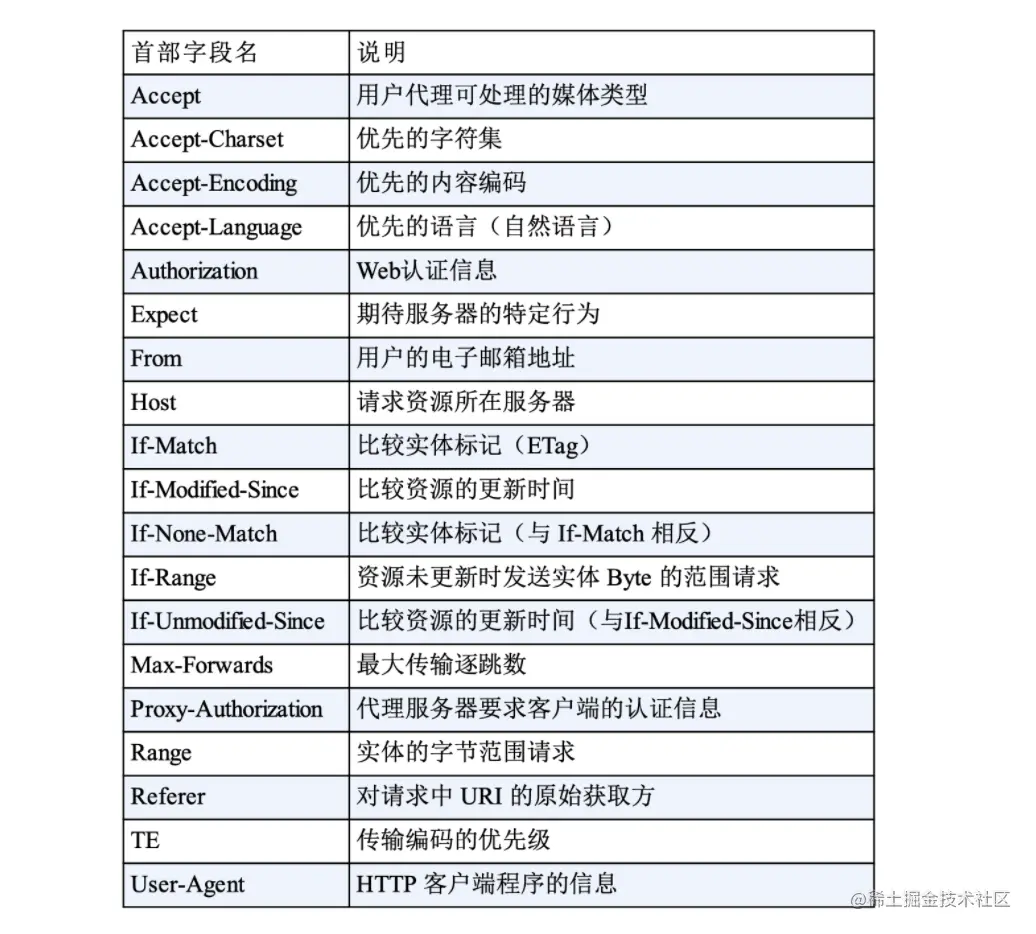 首部字段名 说明
Accept 用户代理可处理的媒体类型
Accept-Charset 优先的字符集
Accept-Encoding 优先的内容编码
Accept-Language 优先的语言（自然语言）
Authorization Web认证信息
Expect 期待服务器的特定行为
From 用户的电子邮箱地址
Host 请求资源所在服务器
If-Match 比较实体标记（ETag）
If-Modified-Since 比较资源的更新时间
If-None-Match 比较实体标记（与 If-Match 相反）
If-Range 资源未更新时发送实体 Byte 的范围请求
If-Unmodified-Since 比较资源的更新时间（与If-Modified-Since相反）
Max-Forwards 最大传输逐跳数
Proxy-Authorization 代理服务器要求客户端的认证信息
Range 实体的字节范围请求
Referer 对请求中 URI 的原始获取方
TE 传输编码的优先级
User-Agent HTTP 客户端程序的信息
@稀土掘金技术社区